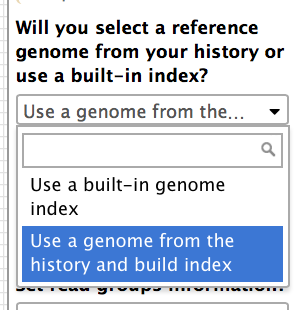 Will you select a reference
genome from your history or
use a built-in index?
Use a genome from the...
Use a built-in genome
index
Use a genome from the
history and build index
Set read groups information?